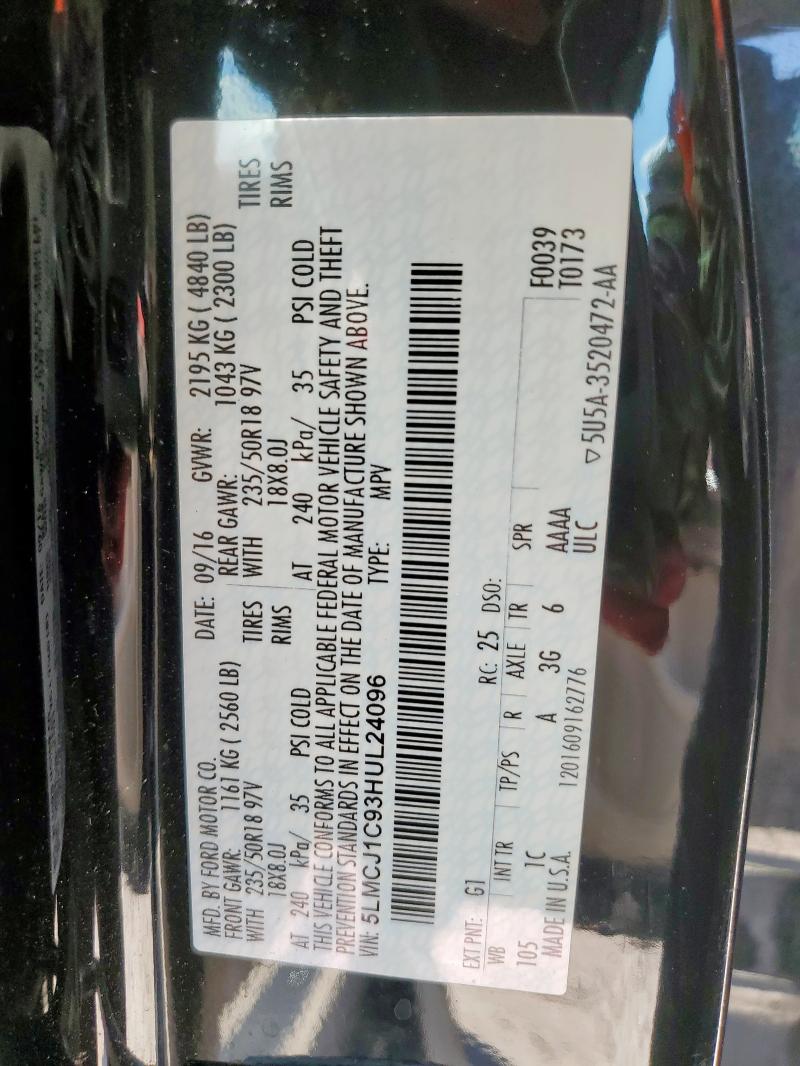 MFD. BY FORD MOTOR CO. DATE: 09/16 GVWR: 2195 KG ( 4840 LB)
FRONT GAWR: 1161 KG ( 2560 LB) REAR GAWR: 1043 KG ( 2300 LB)
WITH 235/50R18 97V TIRES WITH 235/50R18 97V TIRES
18X8.0J RIMS 18X8.0J RIMS
AT 240 kPa/ 35 PSI COLD AT 240 kPa/ 35 PSI COLD
THIS VEHICLE CONFORMS TO ALL APPLICABLE FEDERAL MOTOR VEHICLE SAFETY AND THEFT
PREVENTION STANDARDS IN EFFECT ON THE DATE OF MANUFACTURE SHOWN ABOVE.
VIN: 5LMCJ1C93HUL24096 TYPE: MPV
EXT PNT: G1 RC: 25 DSO:
WB INT TR TP/PS R AXLE TR SPR F0039
105 1C A 3G 6 AAAA T0173
ULC
MADE IN U.S.A. 1201609162776 ▽5U5A-3520472-AA